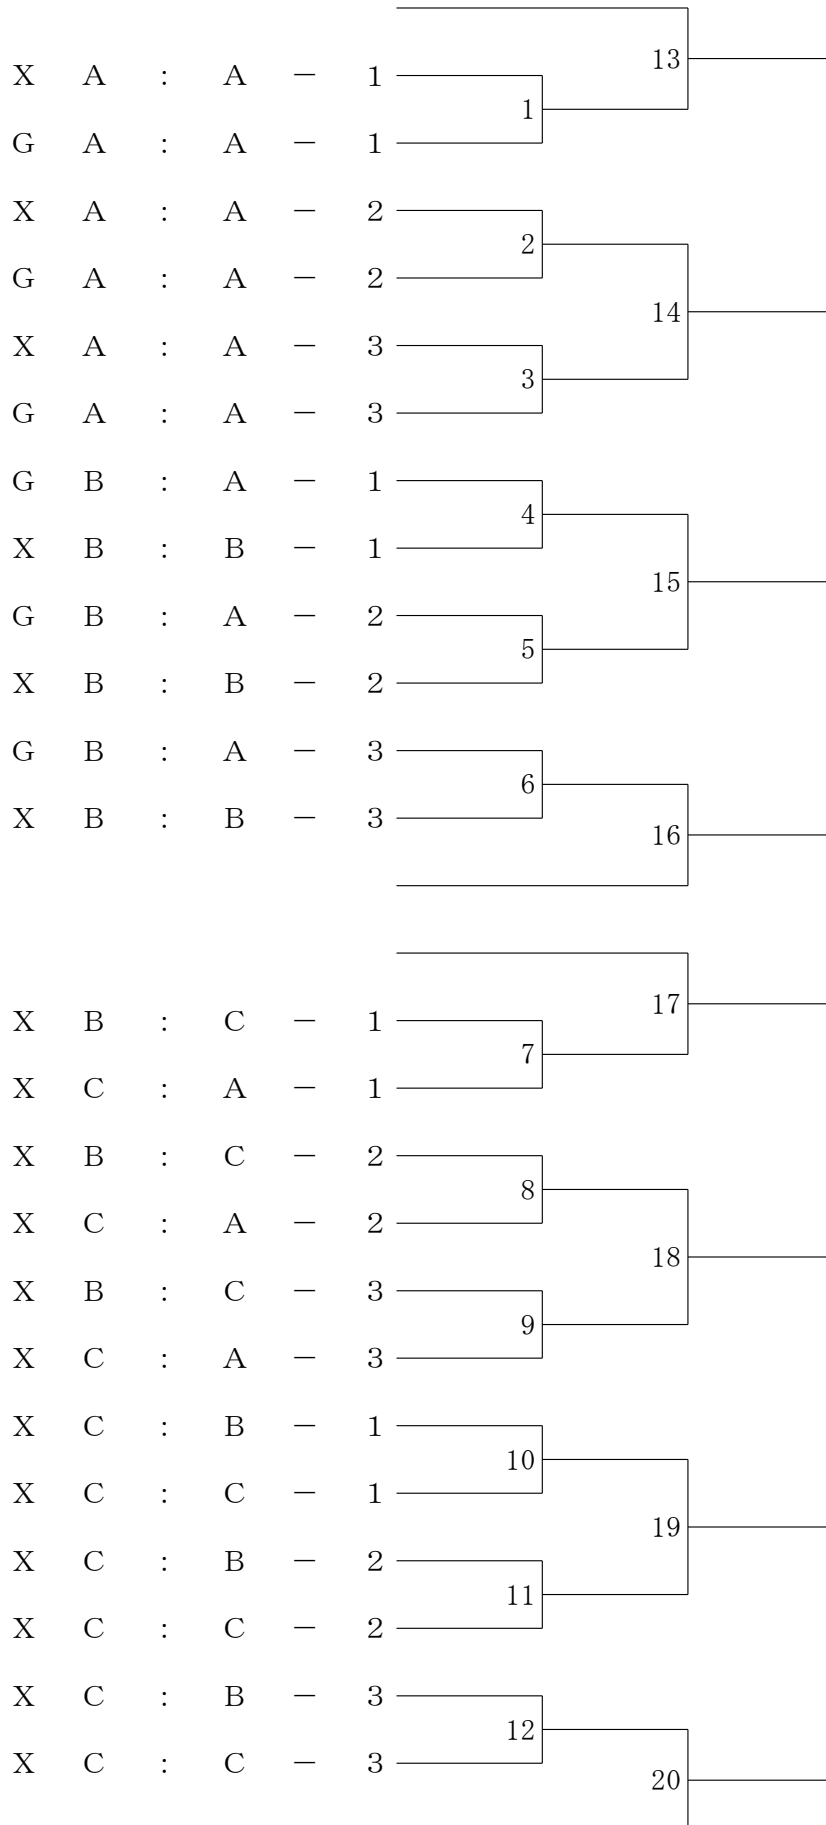 13
X A : A － 1
1
G A : A － 1
X A : A － 2
2
G A : A － 2
14
X A : A － 3
3
G A : A － 3
G B : A － 1
4
X B : B － 1
15
G B : A － 2
5
X B : B － 2
G B : A － 3
6
X B : B － 3
16
17
X B : C － 1
7
X C : A － 1
X B : C － 2
8
X C : A － 2
18
X B : C － 3
9
X C : A － 3
X C : B － 1
10
X C : C － 1
19
X C : B － 2
11
X C : C － 2
X C : B － 3
12
X C : C － 3
20